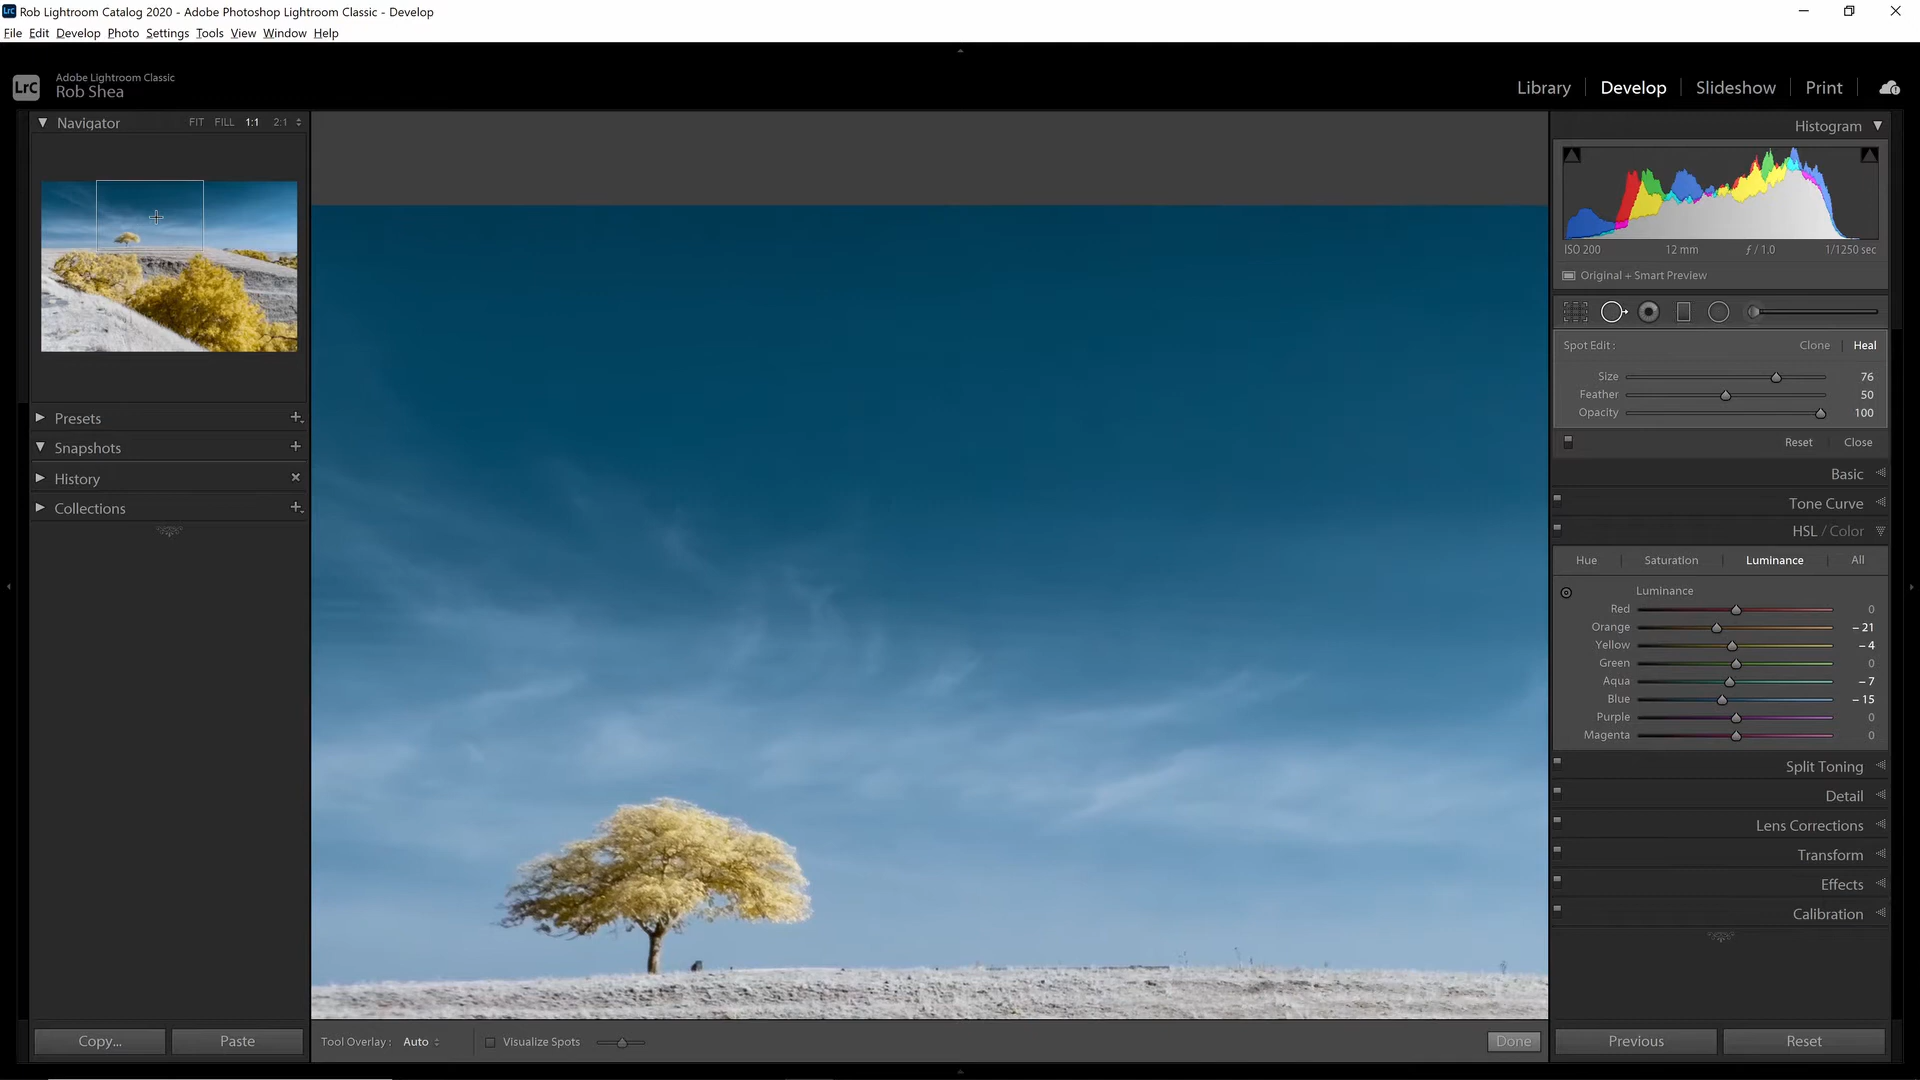 Rob Lightroom Catalog 2020 - Adobe Photoshop Lightroom Classic - Develop
File Edit Develop Photo Settings Tools View Window Help
LrC
Adobe Lightroom Classic
Rob Shea
Library Develop Slideshow Print
Navigator FIT FILL 1:1 2:1
Presets
Snapshots
History
Collections
Copy... Paste
Tool Overlay : Auto Visualize Spots Done
Histogram
ISO 200 12 mm ƒ / 1.0 1/1250 sec
Original + Smart Preview
Spot Edit : Clone Heal
Size 76
Feather 50
Opacity 100
Reset Close
Basic
Tone Curve
HSL / Color
Hue Saturation Luminance All
Luminance
Red 0
Orange – 21
Yellow – 4
Green 0
Aqua – 7
Blue – 15
Purple 0
Magenta 0
Split Toning
Detail
Lens Corrections
Transform
Effects
Calibration
Previous Reset